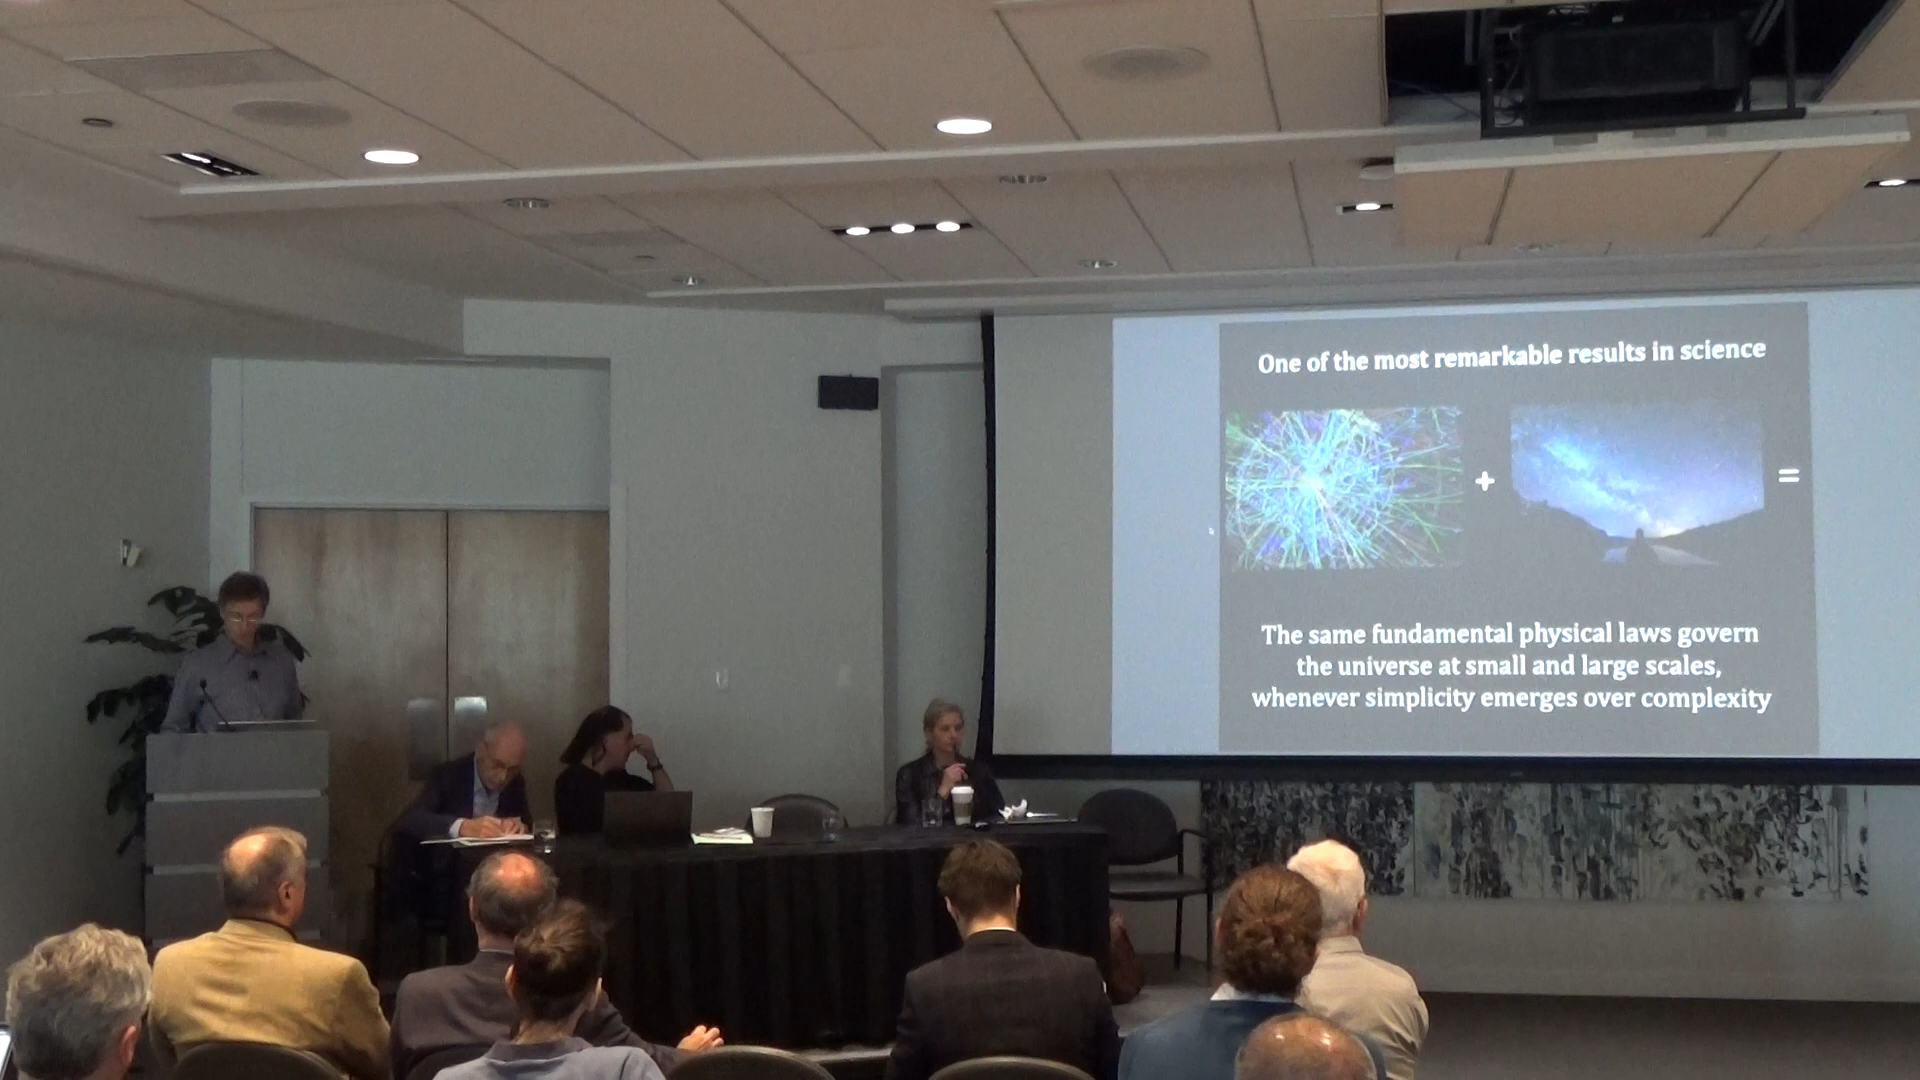 One of the most remarkable results in science
+ =
The same fundamental physical laws govern
the universe at small and large scales,
whenever simplicity emerges over complexity